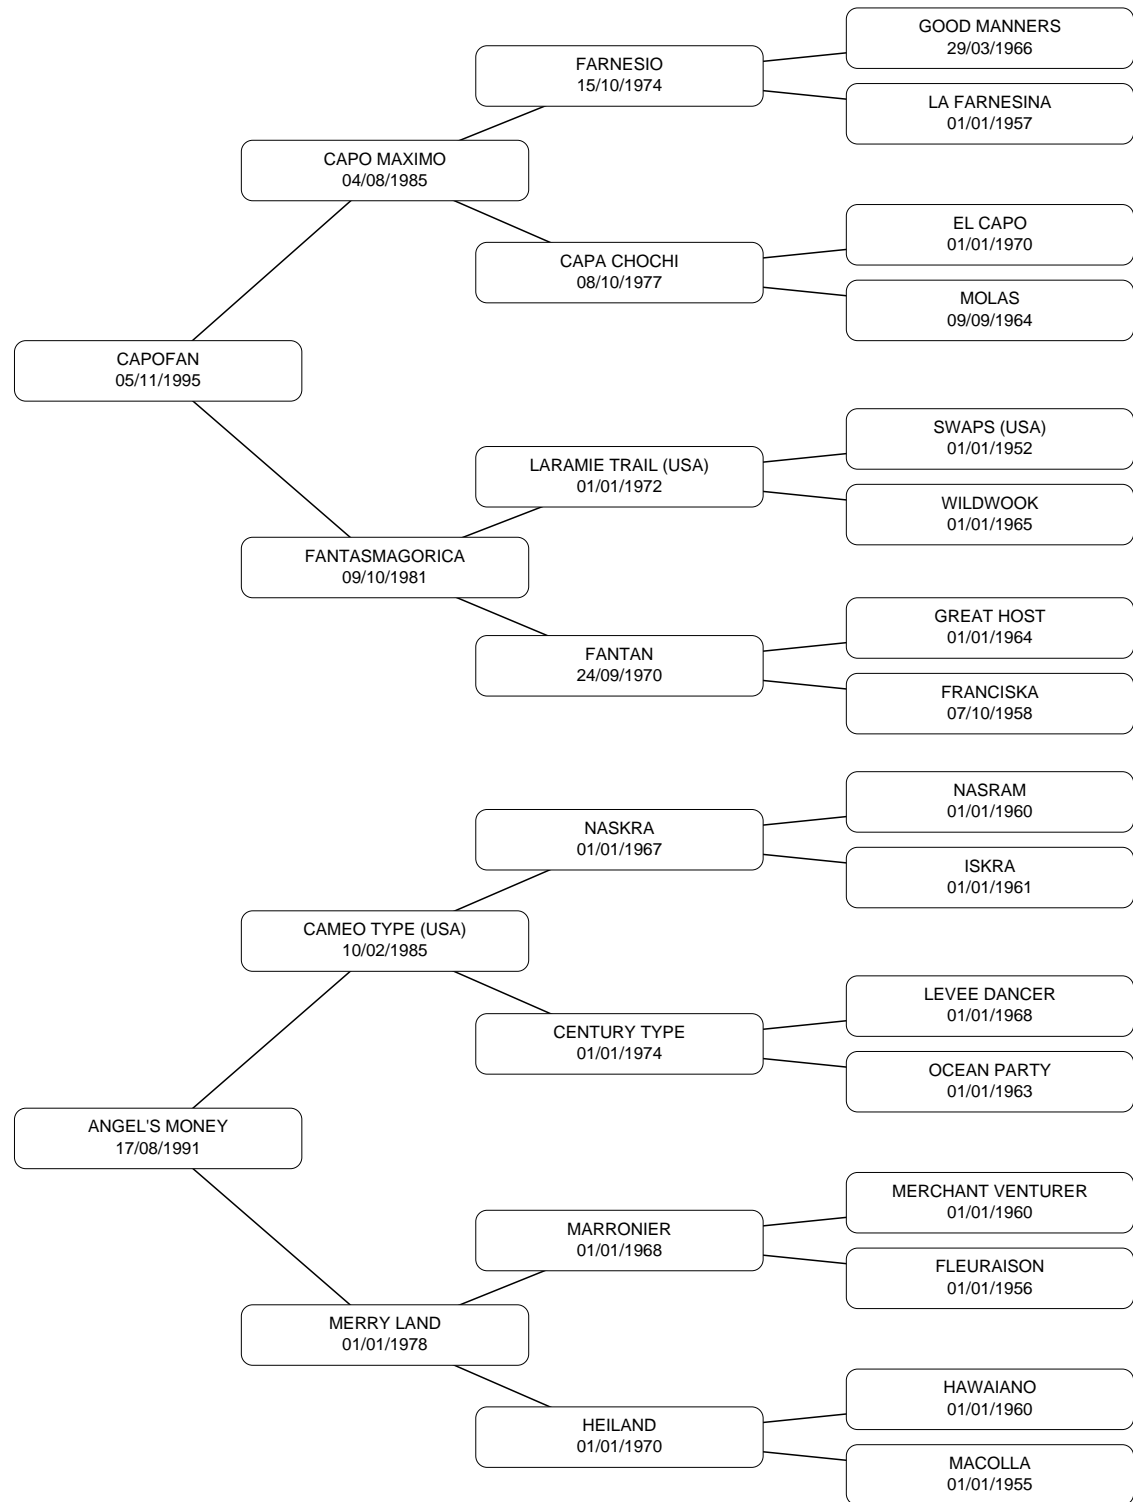 GOOD MANNERS
29/03/1966
FARNESIO
15/10/1974
LA FARNESINA
01/01/1957
CAPO MAXIMO
04/08/1985
EL CAPO
01/01/1970
CAPA CHOCHI
08/10/1977
MOLAS
09/09/1964
CAPOFAN
05/11/1995
SWAPS (USA)
01/01/1952
LARAMIE TRAIL (USA)
01/01/1972
WILDWOOK
01/01/1965
FANTASMAGORICA
09/10/1981
GREAT HOST
01/01/1964
FANTAN
24/09/1970
FRANCISKA
07/10/1958
NASRAM
01/01/1960
NASKRA
01/01/1967
ISKRA
01/01/1961
CAMEO TYPE (USA)
10/02/1985
LEVEE DANCER
01/01/1968
CENTURY TYPE
01/01/1974
OCEAN PARTY
01/01/1963
ANGEL'S MONEY
17/08/1991
MERCHANT VENTURER
01/01/1960
MARRONIER
01/01/1968
FLEURAISON
01/01/1956
MERRY LAND
01/01/1978
HAWAIANO
01/01/1960
HEILAND
01/01/1970
MACOLLA
01/01/1955